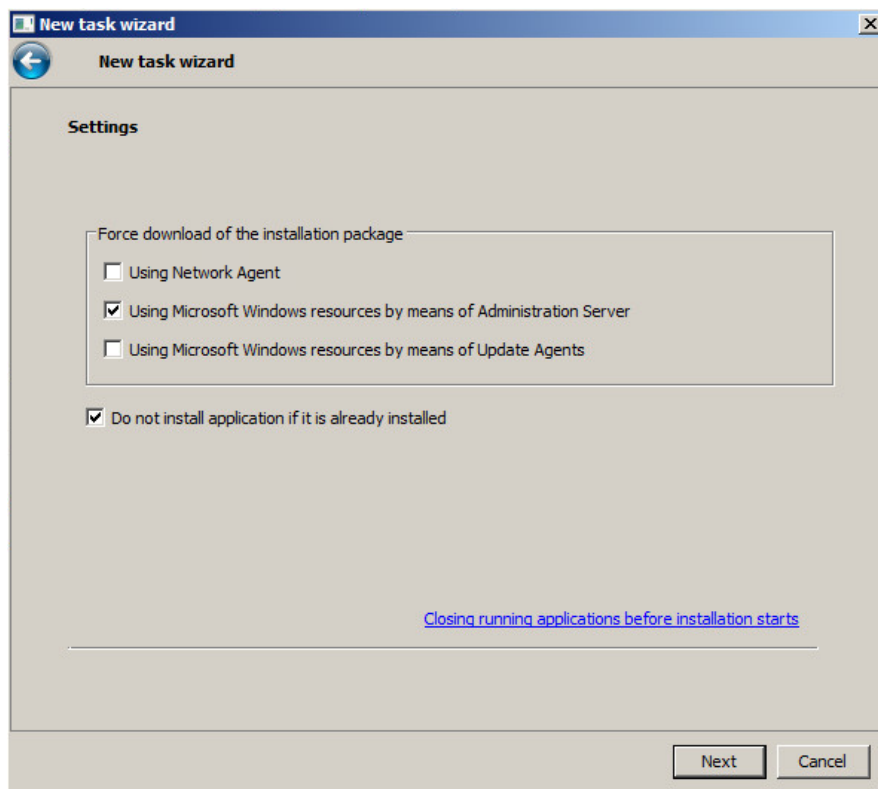 New task wizard
New task wizard
Settings
Force download of the installation package
Using Network Agent
Using Microsoft Windows resources by means of Administration Server
Using Microsoft Windows resources by means of Update Agents
Do not install application if it is already installed
Closing running applications before installation starts
Next Cancel